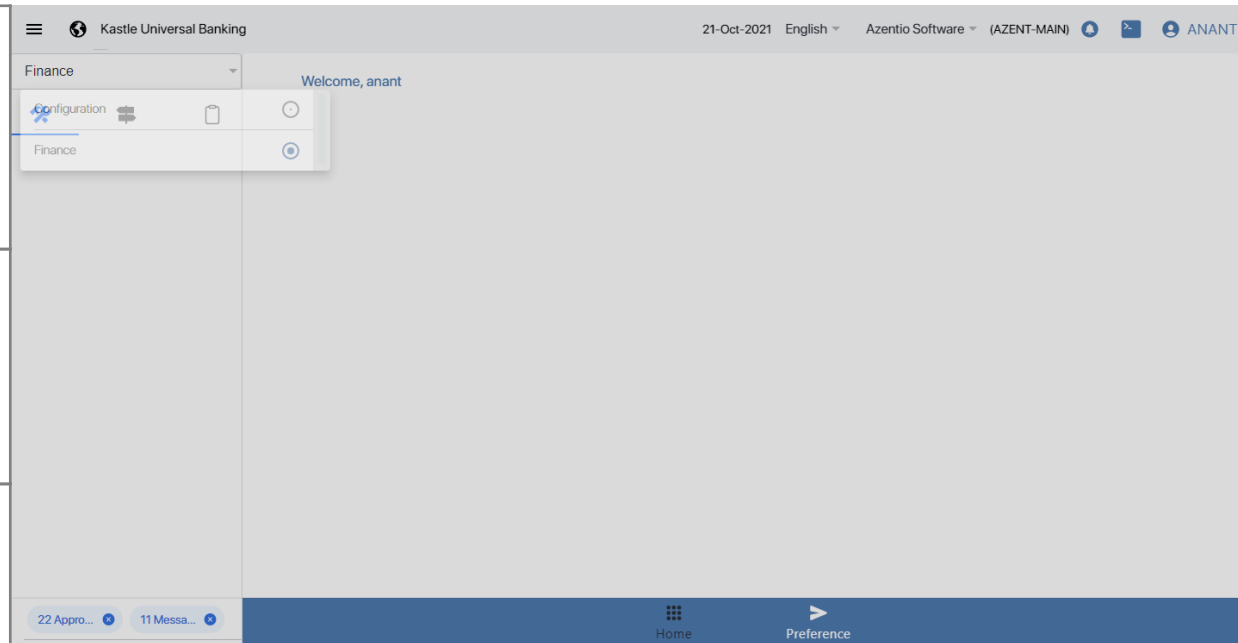 Kastle Universal Banking 21-Oct-2021 English Azentio Software (AZENT-MAIN) ANANT
Finance
Welcome, anant
Configuration
Finance
22 Appro... 11 Messa...
Home Preference